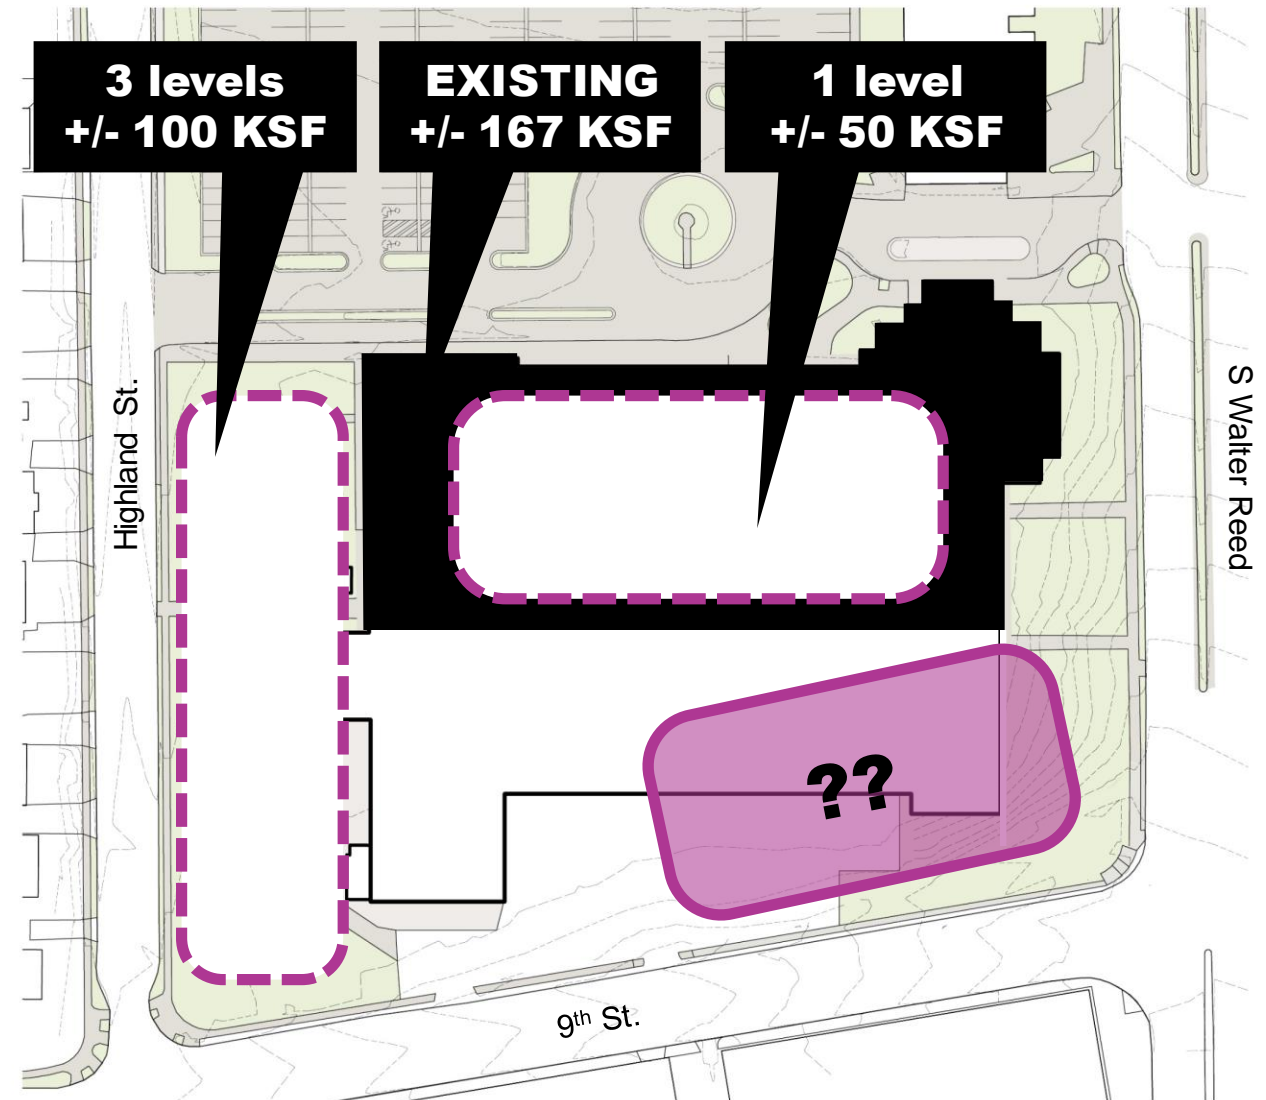 3 levels
+/- 100 KSF
EXISTING
+/- 167 KSF
1 level
+/- 50 KSF
Highland St.
S Walter Reed
??
9th St.